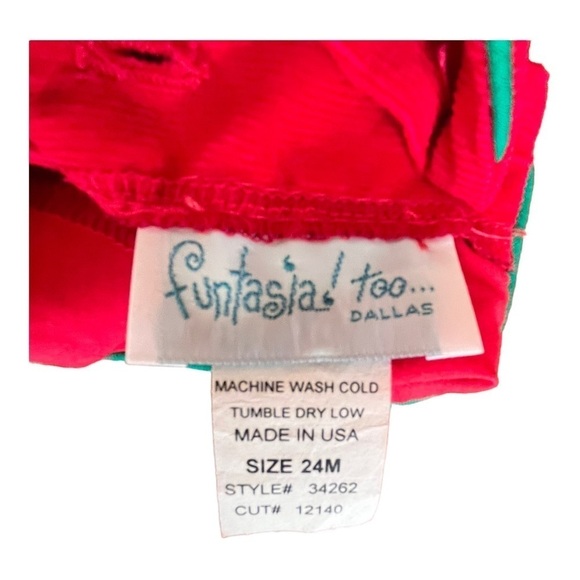 funtasia! too...
DALLAS
MACHINE WASH COLD
TUMBLE DRY LOW
MADE IN USA
SIZE 24M
STYLE# 34262
CUT# 12140